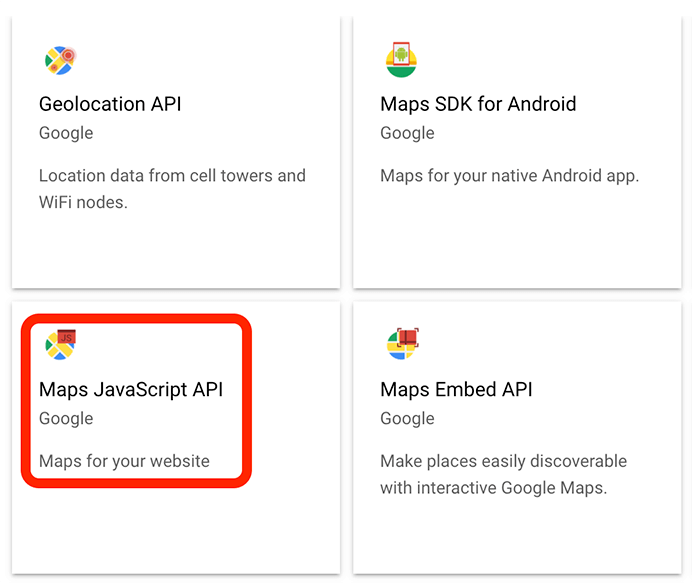 Geolocation API
Google
Location data from cell towers and
WiFi nodes.
Maps SDK for Android
Google
Maps for your native Android app.
JS
Maps JavaScript API
Google
Maps for your website
Maps Embed API
Google
Make places easily discoverable
with interactive Google Maps.